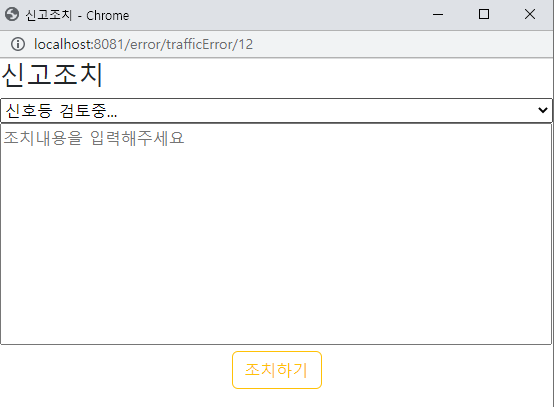 신고조치 - Chrome
localhost:8081/error/trafficError/12
신고조치
신호등 검토중...
조치내용을 입력해주세요
조치하기